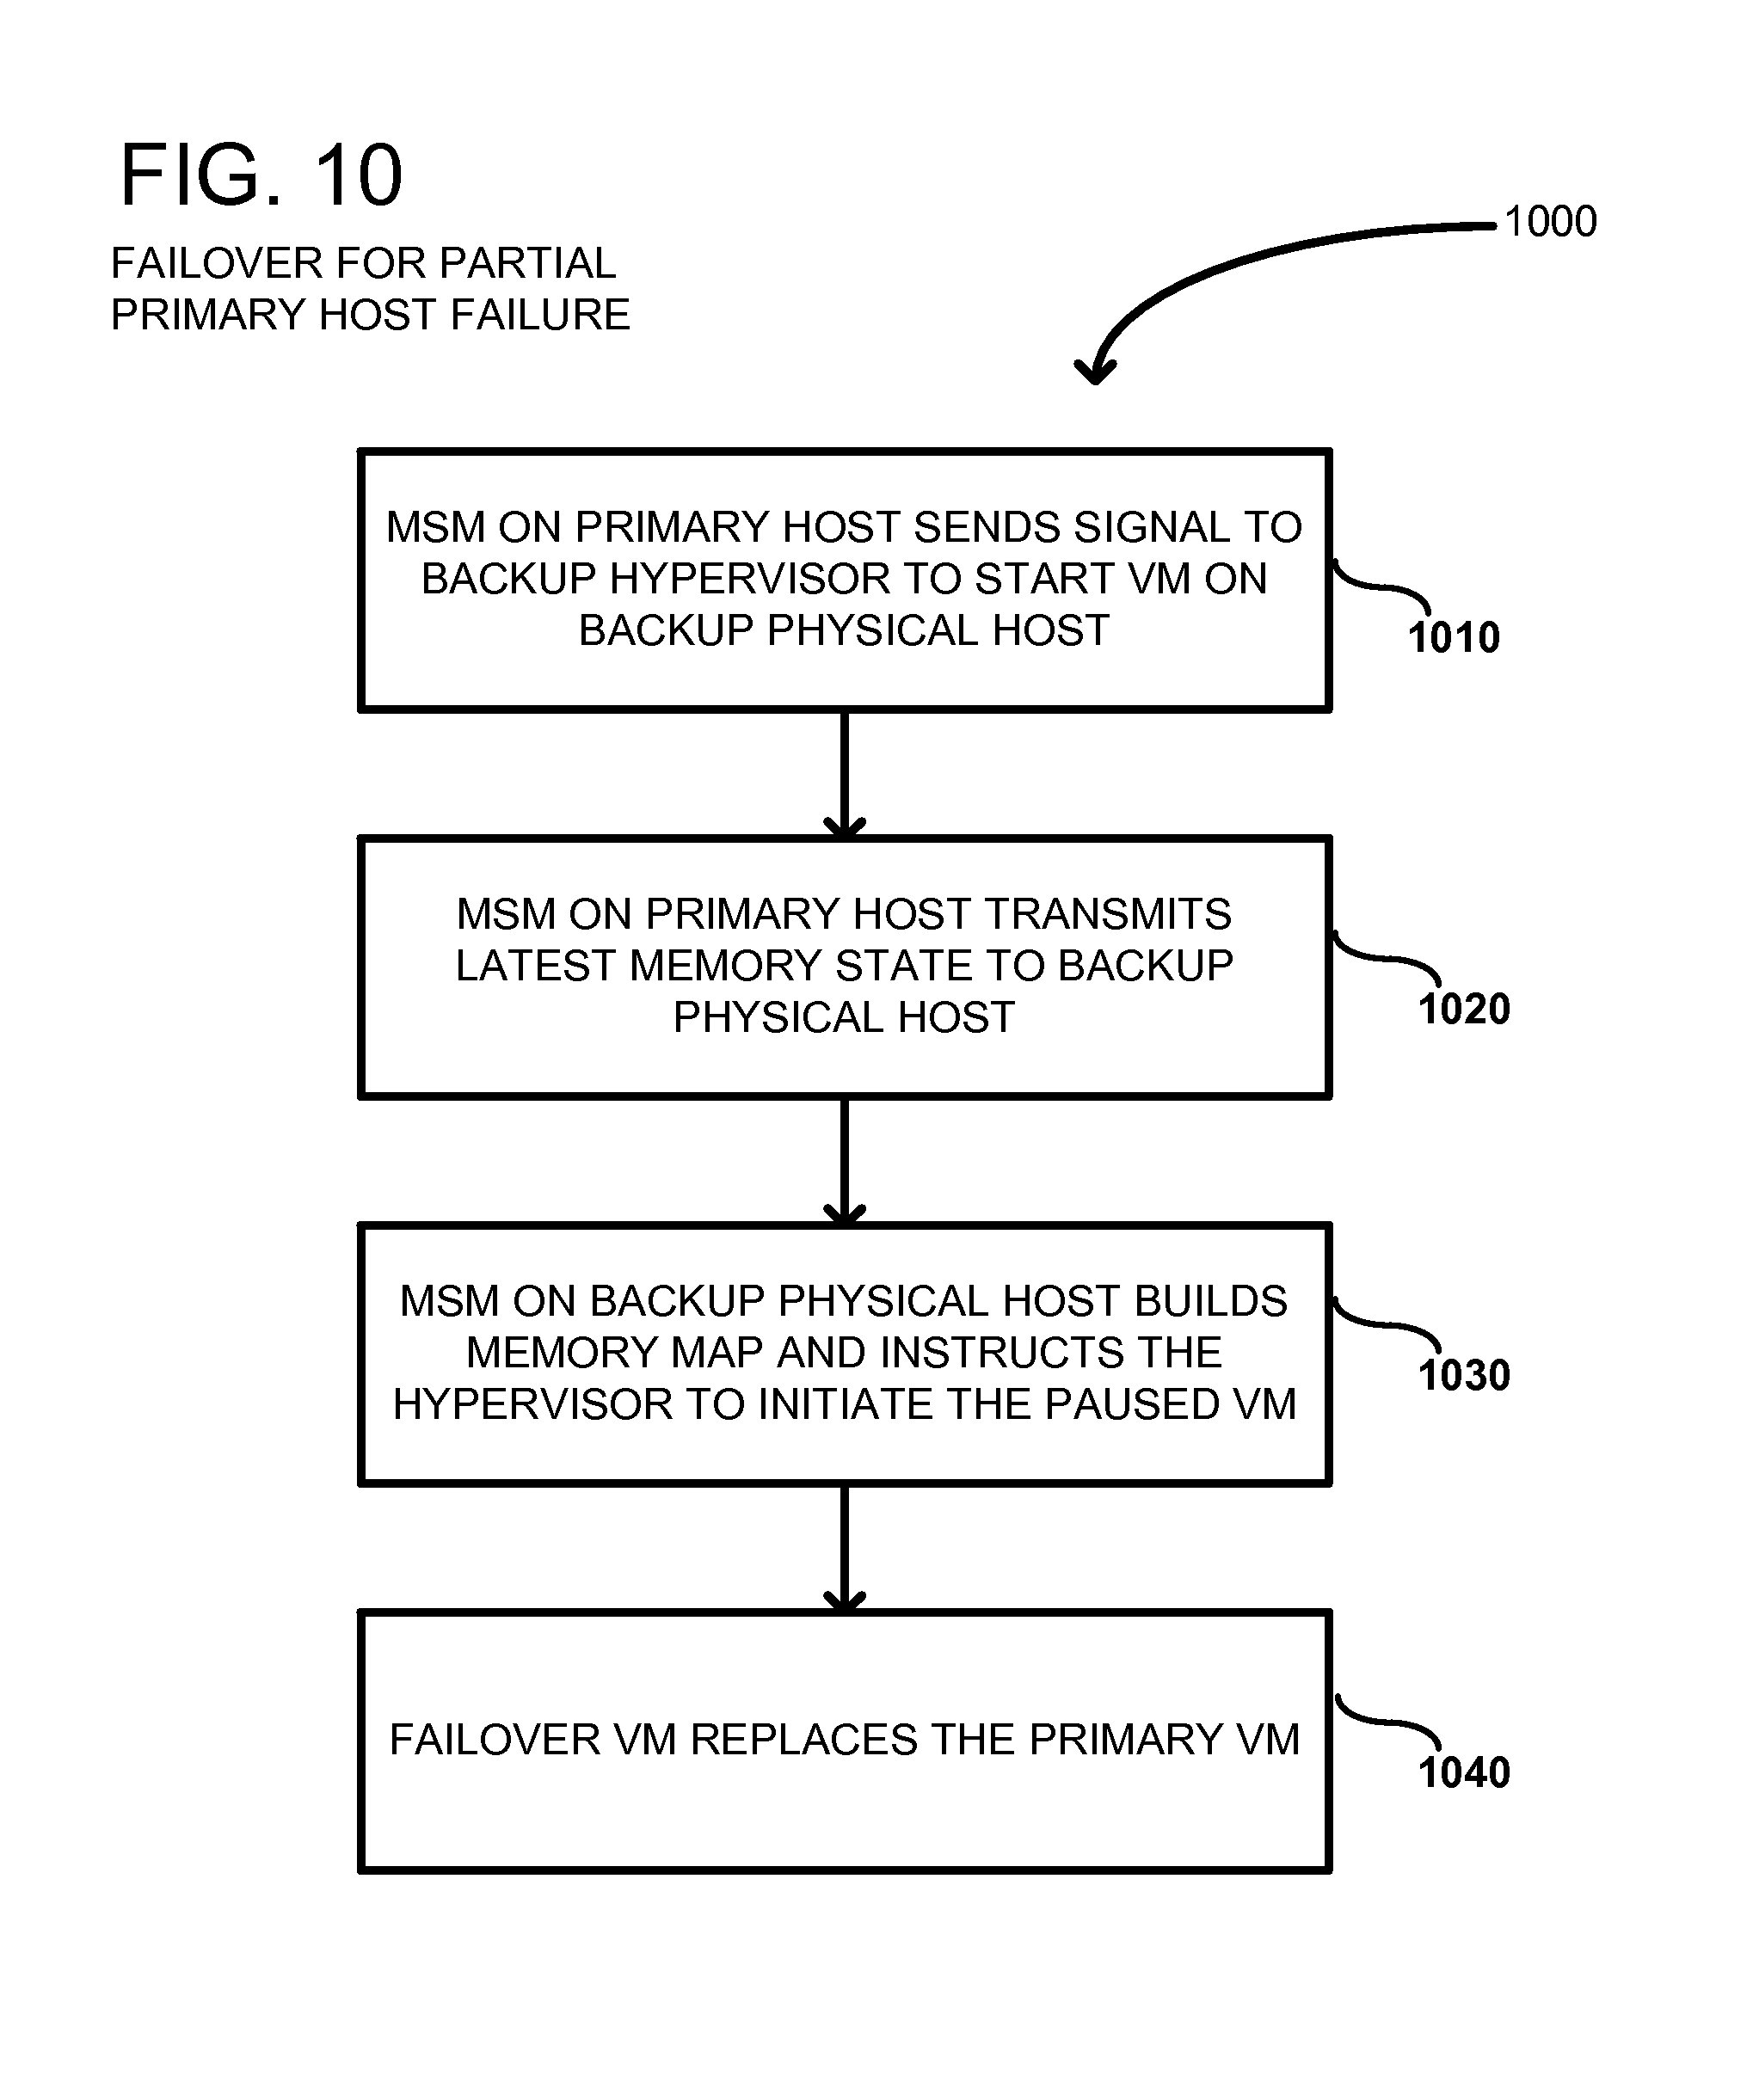 FIG. 10
FAILOVER FOR PARTIAL
PRIMARY HOST FAILURE
1000
MSM ON PRIMARY HOST SENDS SIGNAL TO
BACKUP HYPERVISOR TO START VM ON
BACKUP PHYSICAL HOST
1010
MSM ON PRIMARY HOST TRANSMITS
LATEST MEMORY STATE TO BACKUP
PHYSICAL HOST
1020
MSM ON BACKUP PHYSICAL HOST BUILDS
MEMORY MAP AND INSTRUCTS THE
HYPERVISOR TO INITIATE THE PAUSED VM
1030
FAILOVER VM REPLACES THE PRIMARY VM
1040